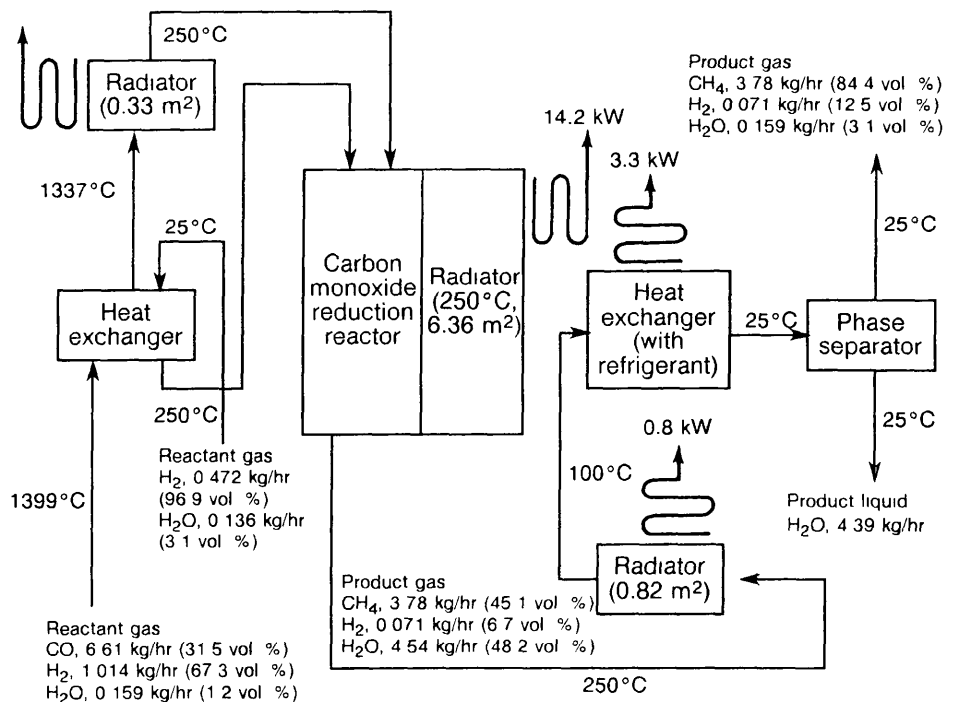 250°C
Radiator
(0.33 m²)
1337°C
25°C
Heat
exchanger
250°C
1399°C
Reactant gas
H₂, 0 472 kg/hr
(96 9 vol %)
H₂O, 0 136 kg/hr
(3 1 vol %)
Reactant gas
CO, 6 61 kg/hr (31 5 vol %)
H₂, 1 014 kg/hr (67 3 vol %)
H₂O, 0 159 kg/hr (1 2 vol %)
Carbon
monoxide
reduction
reactor
Radiator
(250°C,
6.36 m²)
14.2 kW
3.3 kW
Heat
exchanger
(with
refrigerant)
25°C
Phase
separator
Product gas
CH₄, 3 78 kg/hr (84 4 vol %)
H₂, 0 071 kg/hr (12 5 vol %)
H₂O, 0 159 kg/hr (3 1 vol %)
25°C
25°C
Product liquid
H₂O, 4 39 kg/hr
0.8 kW
100°C
Radiator
(0.82 m²)
Product gas
CH₄, 3 78 kg/hr (45 1 vol %)
H₂, 0 071 kg/hr (6 7 vol %)
H₂O, 4 54 kg/hr (48 2 vol %)
250°C